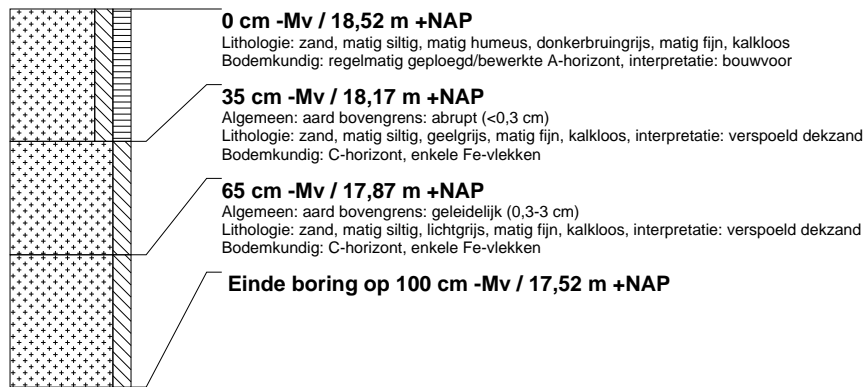 0 cm -Mv / 18,52 m +NAP
Lithologie: zand, matig siltig, matig humeus, donkerbruingrijs, matig fijn, kalkloos
Bodemkundig: regelmatig geploegd/bewerkte A-horizont, interpretatie: bouwvoor
35 cm -Mv / 18,17 m +NAP
Algemeen: aard bovengrens: abrupt (<0,3 cm)
Lithologie: zand, matig siltig, geelgrijs, matig fijn, kalkloos, interpretatie: verspoeld dekzand
Bodemkundig: C-horizont, enkele Fe-vlekken
65 cm -Mv / 17,87 m +NAP
Algemeen: aard bovengrens: geleidelijk (0,3-3 cm)
Lithologie: zand, matig siltig, lichtgrijs, matig fijn, kalkloos, interpretatie: verspoeld dekzand
Bodemkundig: C-horizont, enkele Fe-vlekken
Einde boring op 100 cm -Mv / 17,52 m +NAP